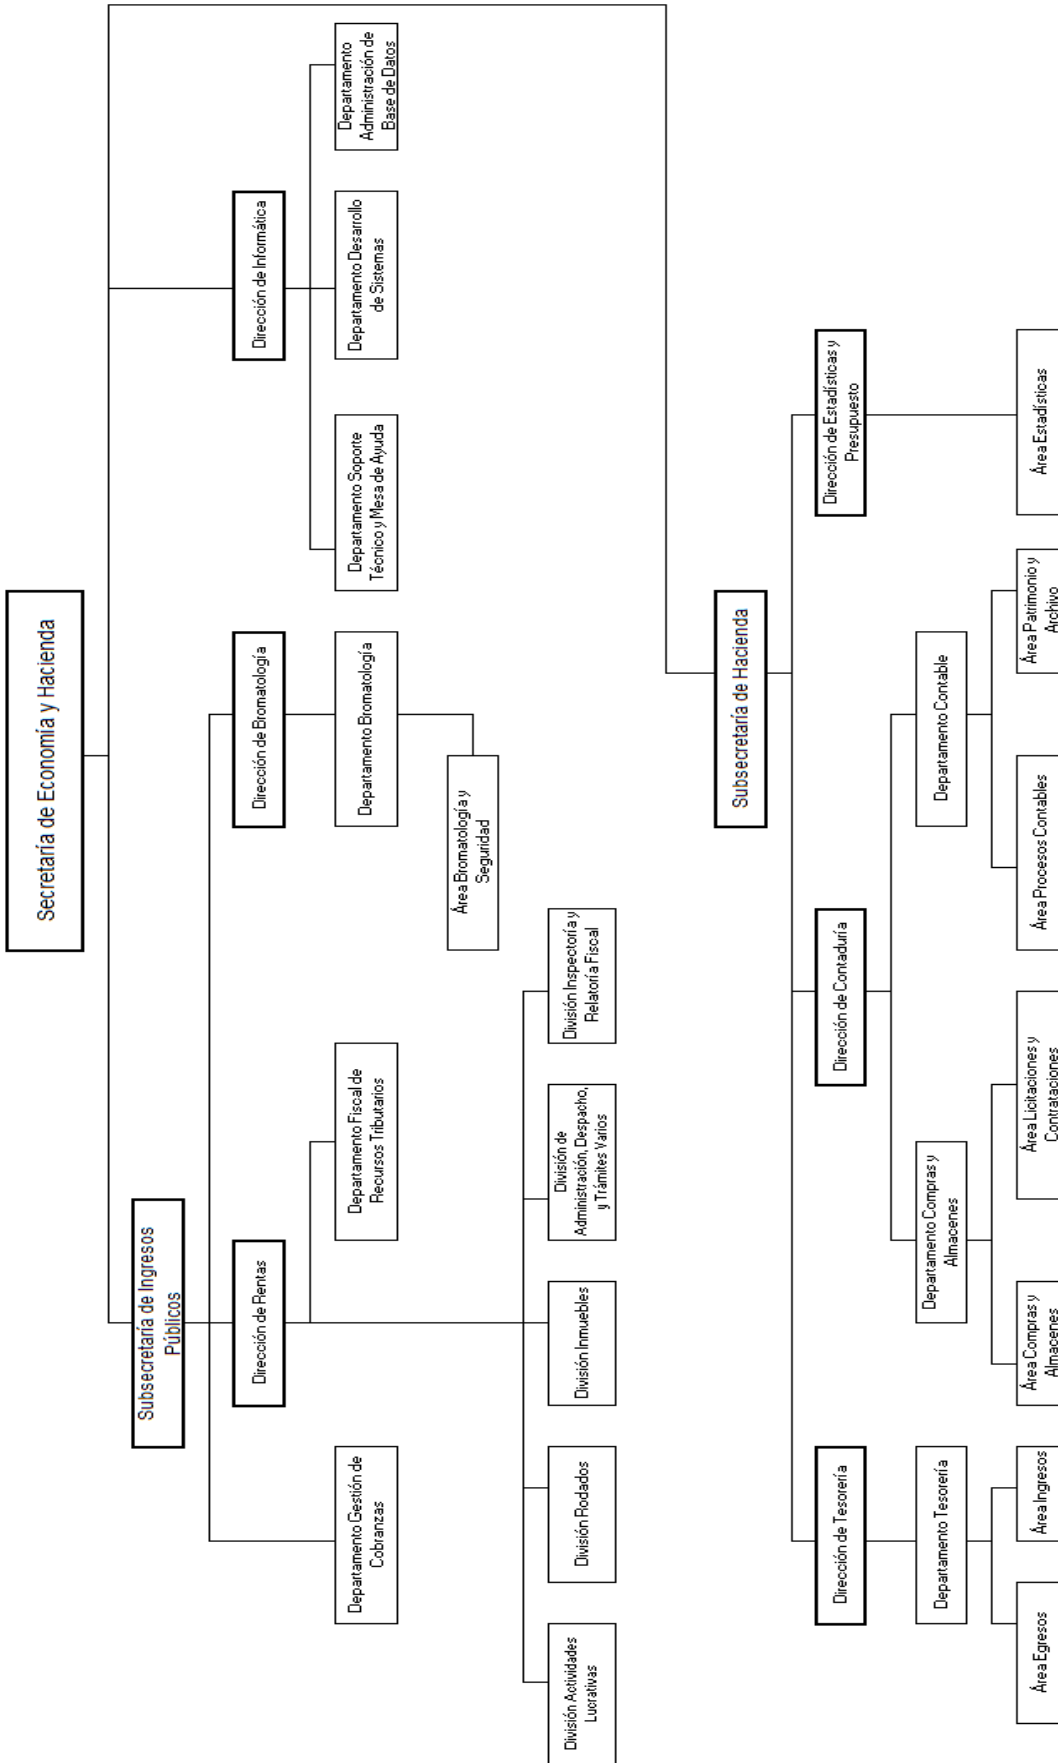 Secretaría de Economía y Hacienda
Subsecretaría de Ingresos
Públicos
Departamento Gestión de
Cobranzas
Dirección de Rentas
Departamento Fiscal de
Recursos Tributarios
División Actividades
Lucrativas
División Rodados
División Inmuebles
División de
Administración, Despacho,
y Trámites Varios
División Inspectoría y
Relatoría Fiscal
Dirección de Bromatología
Departamento Bromatología
Área Bromatología y
Seguridad
Dirección de Informática
Departamento Soporte
Técnico y Mesa de Ayuda
Departamento Desarrollo
de Sistemas
Departamento
Administración de
Base de Datos
Subsecretaría de Hacienda
Dirección de Tesorería
Departamento Tesorería
Área Egresos
Área Ingresos
Dirección de Contaduría
Departamento Compras y
Almacenes
Área Compras y
Almacenes
Área Licitaciones y
Contrataciones
Departamento Contable
Área Procesos Contables
Área Patrimonio y
Archivo
Dirección de Estadísticas y
Presupuesto
Área Estadísticas